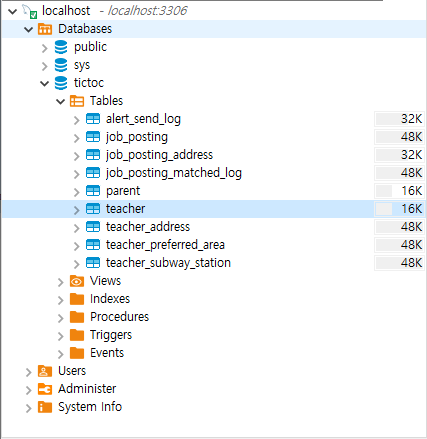 localhost - localhost:3306
Databases
public
sys
tictoc
Tables
alert_send_log 32K
job_posting 48K
job_posting_address 32K
job_posting_matched_log 48K
parent 16K
teacher 16K
teacher_address 48K
teacher_preferred_area 48K
teacher_subway_station 48K
Views
Indexes
Procedures
Triggers
Events
Users
Administer
System Info